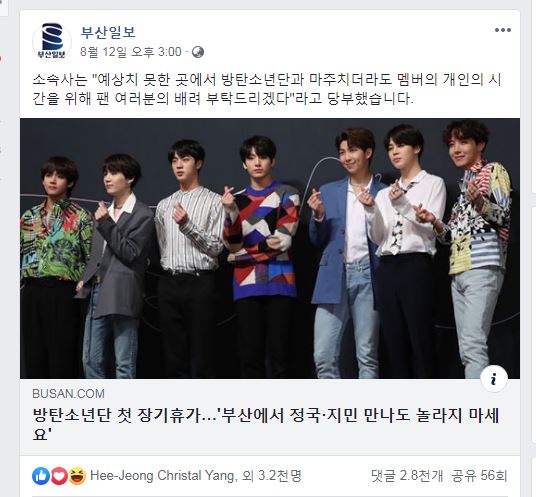 부산일보
부산일보
8월 12일 오후 3:00 ·
소속사는 "예상치 못한 곳에서 방탄소년단과 마주치더라도 멤버의 개인의 시
간을 위해 팬 여러분의 배려 부탁드리겠다"라고 당부했습니다.
BUSAN.COM
방탄소년단 첫 장기휴가...'부산에서 정국·지민 만나도 놀라지 마세
요'
Hee-Jeong Christal Yang, 외 3.2천명
댓글 2.8천개 공유 56회